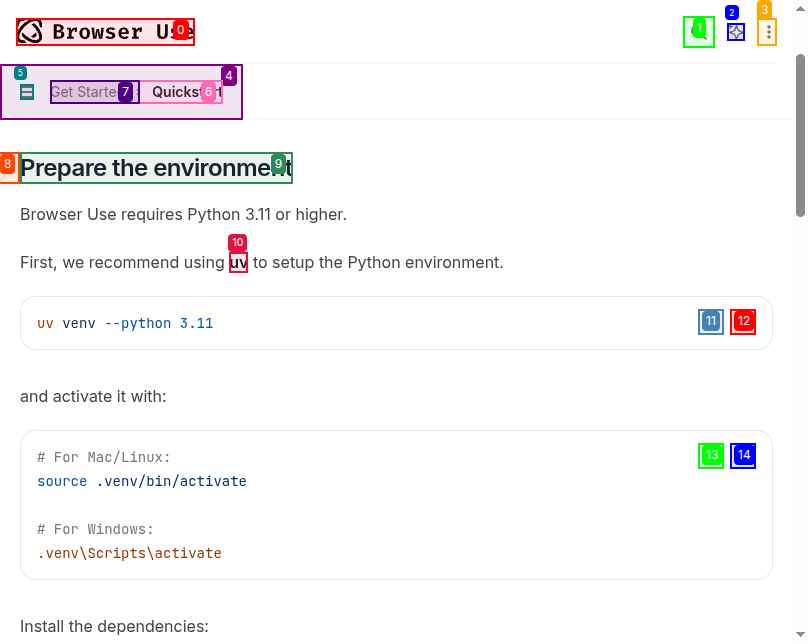 Browser Use
0
1
2
3
4
5
Get Started
7
Quickstart
6
8
Prepare the environment
9
Browser Use requires Python 3.11 or higher.
10
First, we recommend using uv to setup the Python environment.
uv venv --python 3.11
11
12
and activate it with:
# For Mac/Linux:
13
14
source .venv/bin/activate
# For Windows:
.venv\Scripts\activate
Install the dependencies: